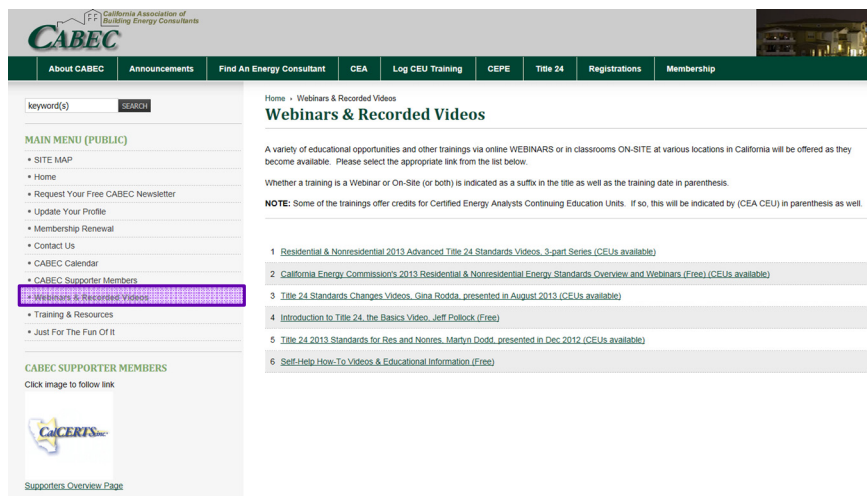 California Association of
Building Energy Consultants
CABEC
About CABEC Announcements Find An Energy Consultant CEA Log CEU Training CEPE Title 24 Registrations Membership
keyword(s) SEARCH
MAIN MENU (PUBLIC)
SITE MAP
Home
Request Your Free CABEC Newsletter
Update Your Profile
Membership Renewal
Contact Us
CABEC Calendar
CABEC Supporter Members
Webinars & Recorded Videos
Training & Resources
Just For The Fun Of It
CABEC SUPPORTER MEMBERS
Click image to follow link
CalCERTS, inc.
Supporters Overview Page
Home › Webinars & Recorded Videos
Webinars & Recorded Videos
A variety of educational opportunities and other trainings via online WEBINARS or in classrooms ON-SITE at various locations in California will be offered as they
become available. Please select the appropriate link from the list below.
Whether a training is a Webinar or On-Site (or both) is indicated as a suffix in the title as well as the training date in parenthesis.
NOTE: Some of the trainings offer credits for Certified Energy Analysts Continuing Education Units. If so, this will be indicated by (CEA CEU) in parenthesis as well.
1 Residential & Nonresidential 2013 Advanced Title 24 Standards Videos, 3-part Series (CEUs available)
2 California Energy Commission's 2013 Residential & Nonresidential Energy Standards Overview and Webinars (Free) (CEUs available)
3 Title 24 Standards Changes Videos, Gina Rodda, presented in August 2013 (CEUs available)
4 Introduction to Title 24, the Basics Video, Jeff Pollock (Free)
5 Title 24 2013 Standards for Res and Nonres, Martyn Dodd, presented in Dec 2012 (CEUs available)
6 Self-Help How-To Videos & Educational Information (Free)